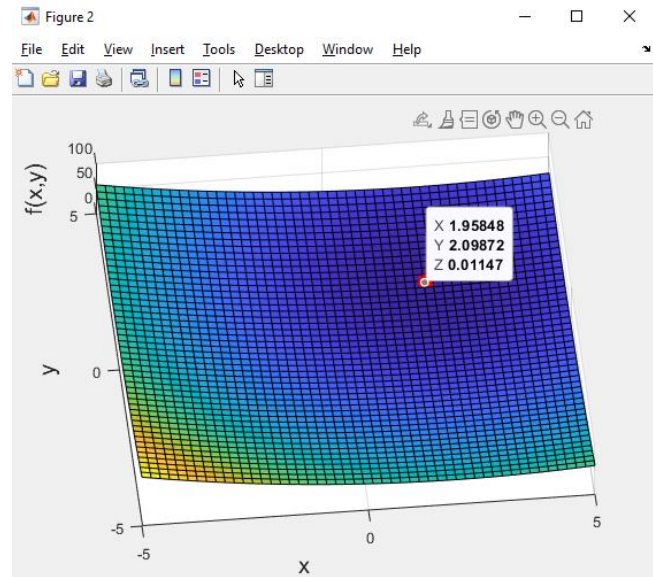 Figure 2
File Edit View Insert Tools Desktop Window Help
100
50
0
5
f(x,y)
X 1.95848
Y 2.09872
Z 0.01147
y
0
-5
-5
0
5
x